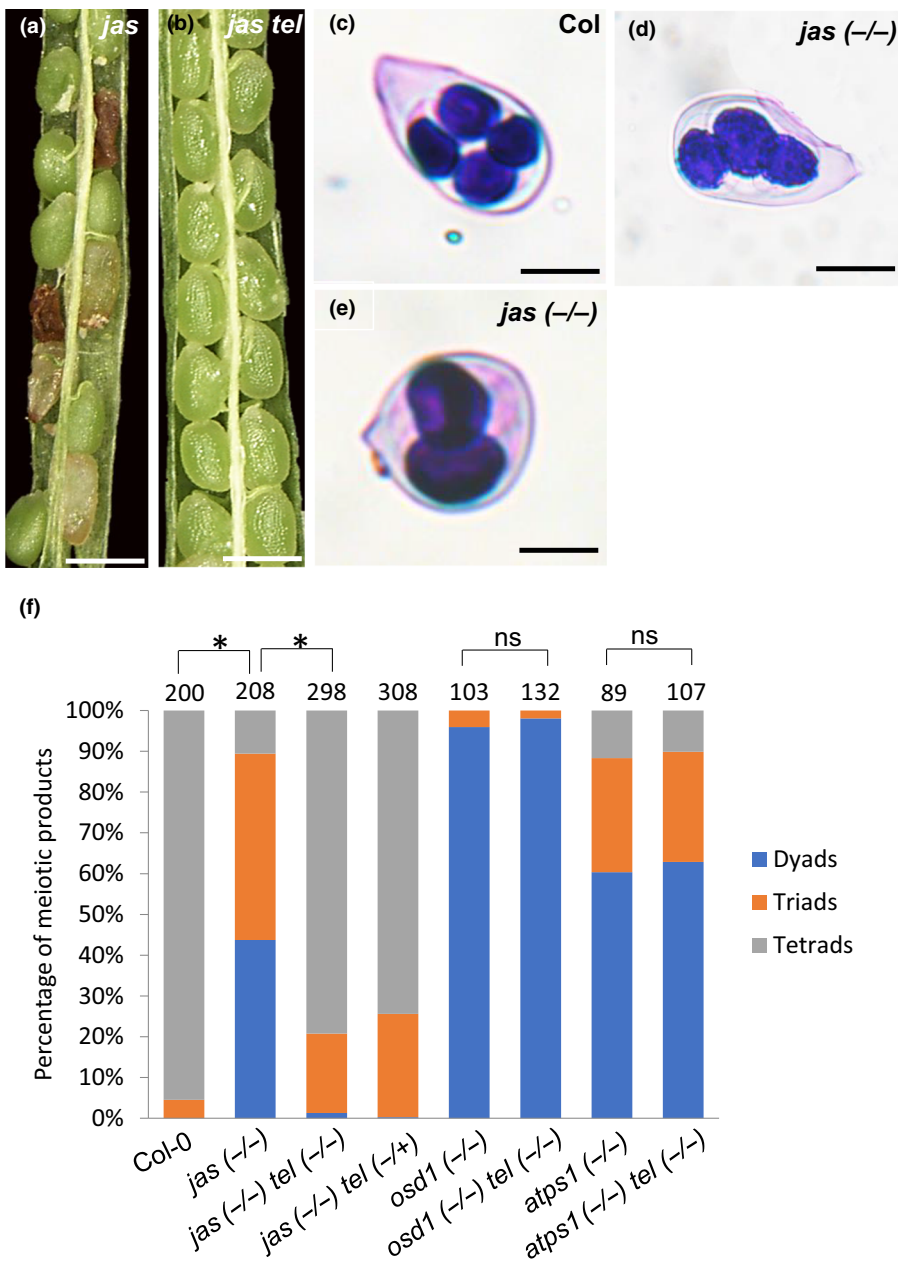 (a) jas
(b) jas tel
(c) Col
(d) jas (–/–)
(e) jas (–/–)
(f)
* * ns ns
200 208 298 308 103 132 89 107
100%
90%
80%
70%
60%
50%
40%
30%
20%
10%
0%
Percentage of meiotic products
Dyads
Triads
Tetrads
Col-0
jas (–/–)
jas (–/–) tel (–/–)
jas (–/–) tel (–/+)
osd1 (–/–)
osd1 (–/–) tel (–/–)
atps1 (–/–)
atps1 (–/–) tel (–/–)